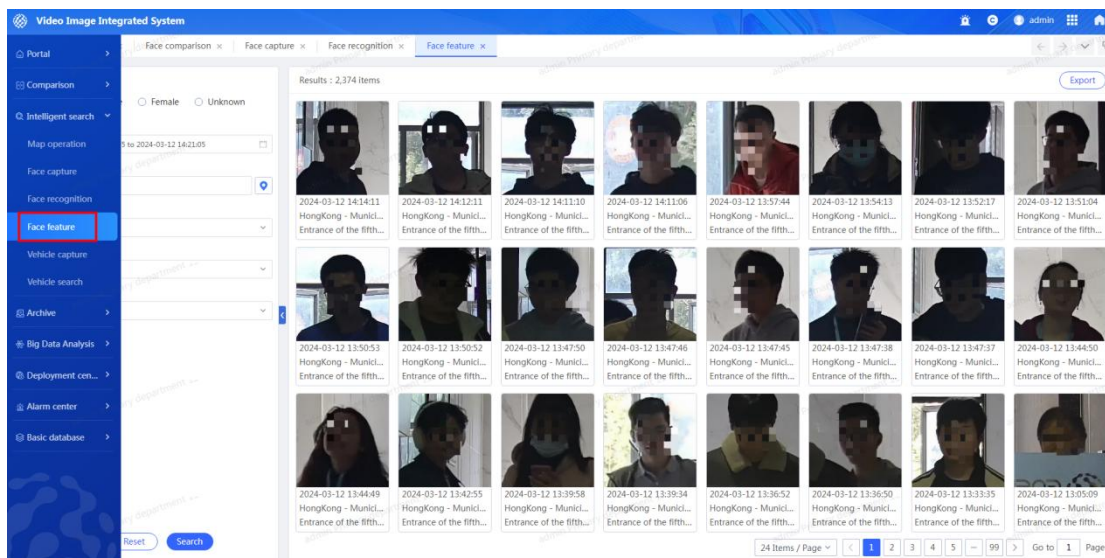 Video Image Integrated System
admin
Portal
Comparison
Intelligent search
Map operation
Face capture
Face recognition
Face feature
Vehicle capture
Vehicle search
Archive
Big Data Analysis
Deployment cen...
Alarm center
Basic database
Face comparison × Face capture × Face recognition × Face feature ×
Female Unknown
5 to 2024-03-12 14:21:05
Reset Search
Results : 2,374 items
Export
2024-03-12 14:14:11 2024-03-12 14:12:11 2024-03-12 14:11:10 2024-03-12 14:11:06 2024-03-12 13:57:44 2024-03-12 13:54:13 2024-03-12 13:52:17 2024-03-12 13:51:04
HongKong - Munici... HongKong - Munici... HongKong - Munici... HongKong - Munici... HongKong - Munici... HongKong - Munici... HongKong - Munici... HongKong - Munici...
Entrance of the fifth... Entrance of the fifth... Entrance of the fifth... Entrance of the fifth... Entrance of the fifth... Entrance of the fifth... Entrance of the fifth... Entrance of the fifth...
2024-03-12 13:50:53 2024-03-12 13:50:52 2024-03-12 13:47:50 2024-03-12 13:47:46 2024-03-12 13:47:45 2024-03-12 13:47:38 2024-03-12 13:47:37 2024-03-12 13:44:50
HongKong - Munici... HongKong - Munici... HongKong - Munici... HongKong - Munici... HongKong - Munici... HongKong - Munici... HongKong - Munici... HongKong - Munici...
Entrance of the fifth... Entrance of the fifth... Entrance of the fifth... Entrance of the fifth... Entrance of the fifth... Entrance of the fifth... Entrance of the fifth... Entrance of the fifth...
2024-03-12 13:44:49 2024-03-12 13:42:55 2024-03-12 13:39:58 2024-03-12 13:39:34 2024-03-12 13:36:52 2024-03-12 13:36:50 2024-03-12 13:33:35 2024-03-12 13:05:09
HongKong - Munici... HongKong - Munici... HongKong - Munici... HongKong - Munici... HongKong - Munici... HongKong - Munici... HongKong - Munici... HongKong - Munici...
Entrance of the fifth... Entrance of the fifth... Entrance of the fifth... Entrance of the fifth... Entrance of the fifth... Entrance of the fifth... Entrance of the fifth... Entrance of the fifth...
24 Items / Page < 1 2 3 4 5 ... 99 > Go to 1 Page